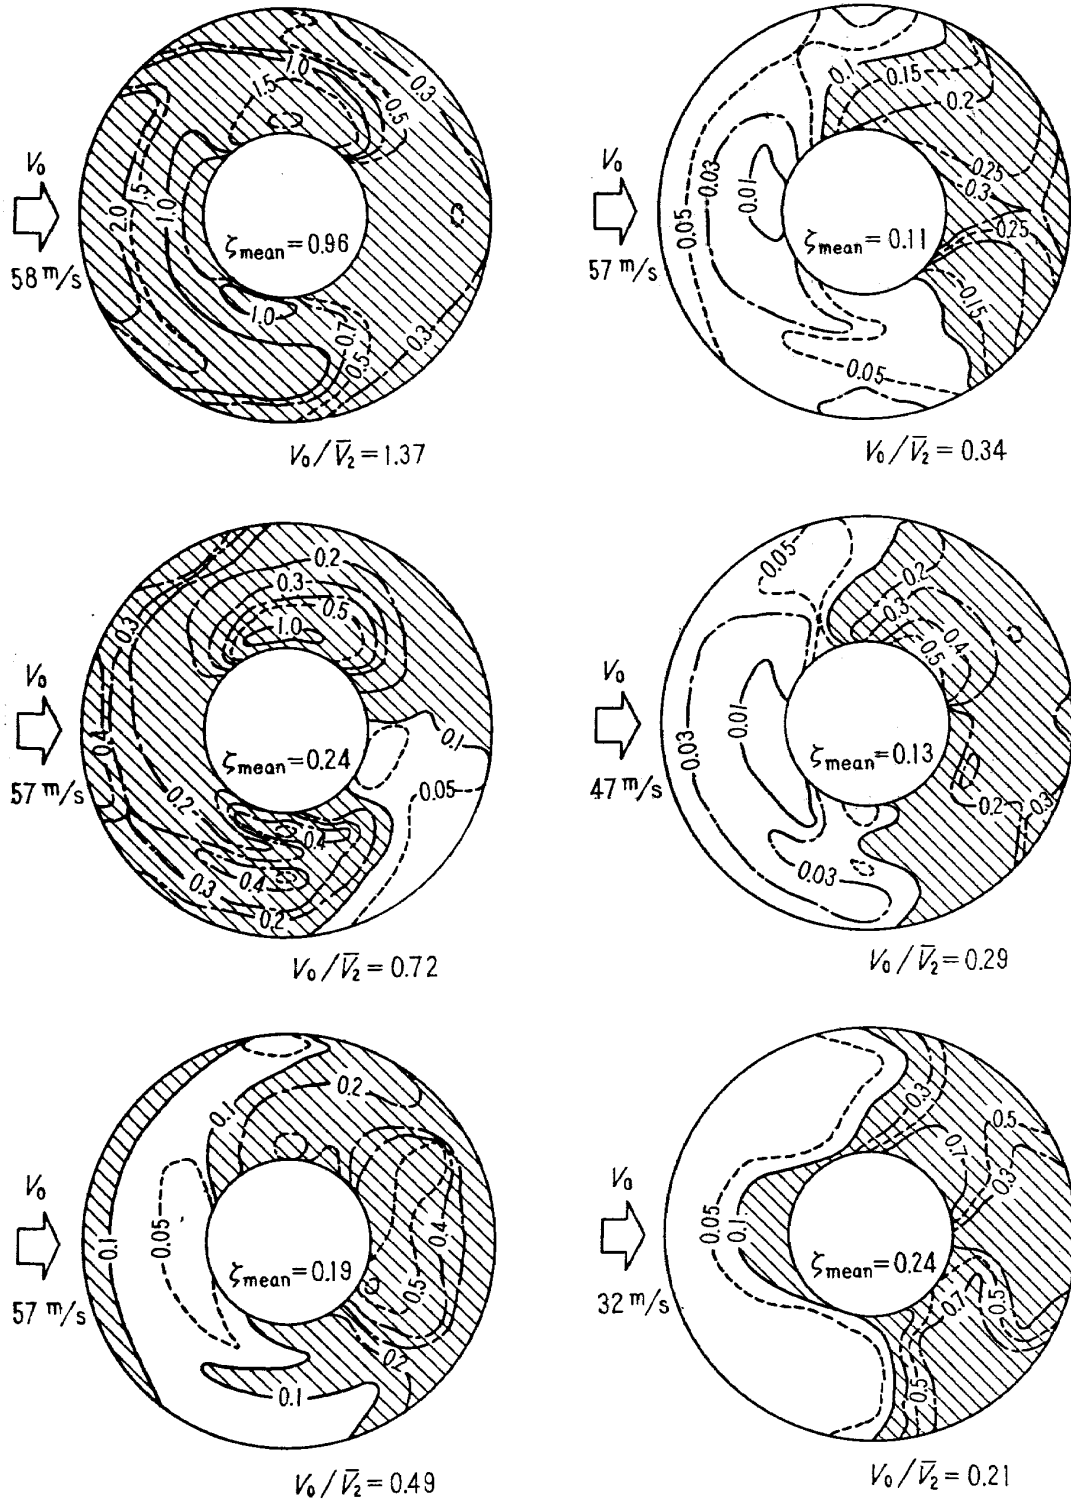 V₀
58 m/s
1.0
1.5
0.3
0.5
2.0
1.5
1.0
ζmean = 0.96
1.0
0.7
0.5
0.3
V₀/V̄₂ = 1.37
V₀
57 m/s
0.1
0.15
0.2
0.03
0.01
0.05
0.25
0.3
0.25
ζmean = 0.11
0.15
0.05
V₀/V̄₂ = 0.34
V₀
57 m/s
0.2
0.3
0.5
1.0
0.3
0.4
ζmean = 0.24
0.1
0.05
0.2
0.4
0.4
0.3
0.2
V₀/V̄₂ = 0.72
V₀
47 m/s
0.05
0.2
0.3
0.4
0.5
0.01
0.03
ζmean = 0.13
0.2
0.3
0.03
V₀/V̄₂ = 0.29
V₀
57 m/s
0.1
0.2
0.05
0.1
0.4
ζmean = 0.19
0.5
0.2
0.1
V₀/V̄₂ = 0.49
V₀
32 m/s
0.3
0.5
0.7
0.3
0.05
0.1
ζmean = 0.24
0.7
0.5
0.5
V₀/V̄₂ = 0.21